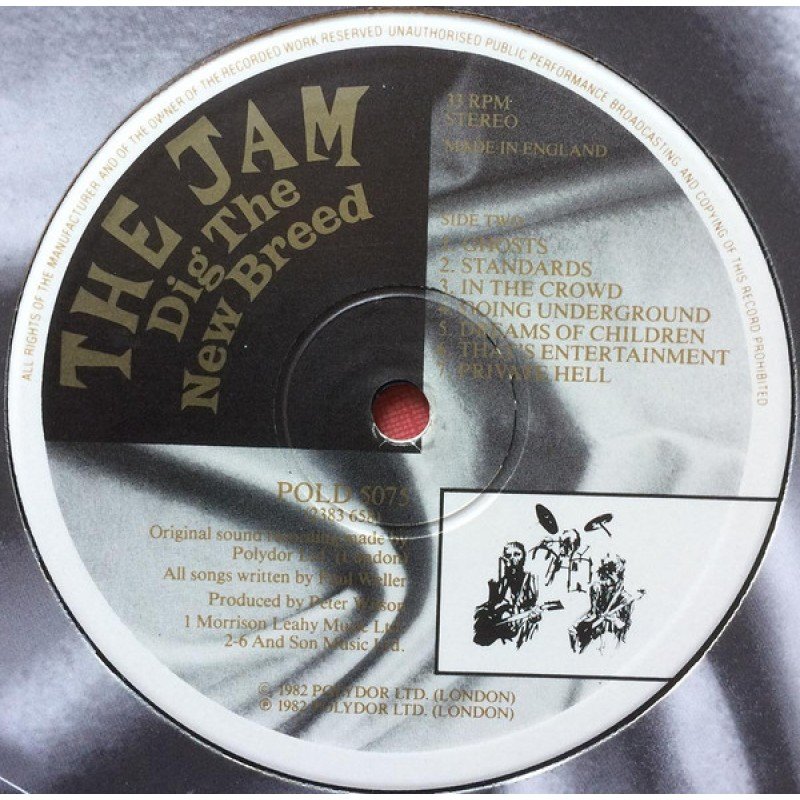 ALL RIGHTS OF THE MANUFACTURER AND OF THE OWNER OF THE RECORDED WORK RESERVED UNAUTHORISED PUBLIC PERFORMANCE BROADCASTING AND COPYING OF THIS RECORD PROHIBITED
THE JAM
Dig The
New Breed
33 RPM
STEREO
MADE IN ENGLAND
SIDE TWO
1. GHOSTS
2. STANDARDS
3. IN THE CROWD
4. GOING UNDERGROUND
5. DREAMS OF CHILDREN
6. THAT'S ENTERTAINMENT
7. PRIVATE HELL
POLD 5075
(2383 658)
Original sound recording made by
Polydor Ltd. (London)
All songs written by Paul Weller
Produced by Peter Wilson
1 Morrison Leahy Music Ltd.
2-6 And Son Music Ltd.
© 1982 POLYDOR LTD. (LONDON)
℗ 1982 POLYDOR LTD. (LONDON)